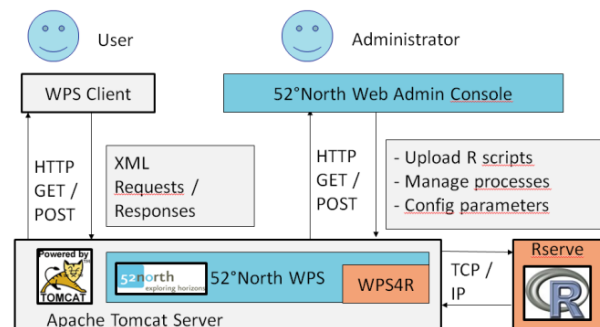 User
Administrator
WPS Client
52°North Web Admin Console
HTTP
GET /
POST
XML
Requests /
Responses
HTTP
GET /
POST
- Upload R scripts
- Manage processes
- Config parameters
Powered by
TOMCAT
52north
exploring horizons
52°North WPS
WPS4R
TCP /
IP
Rserve
R
Apache Tomcat Server